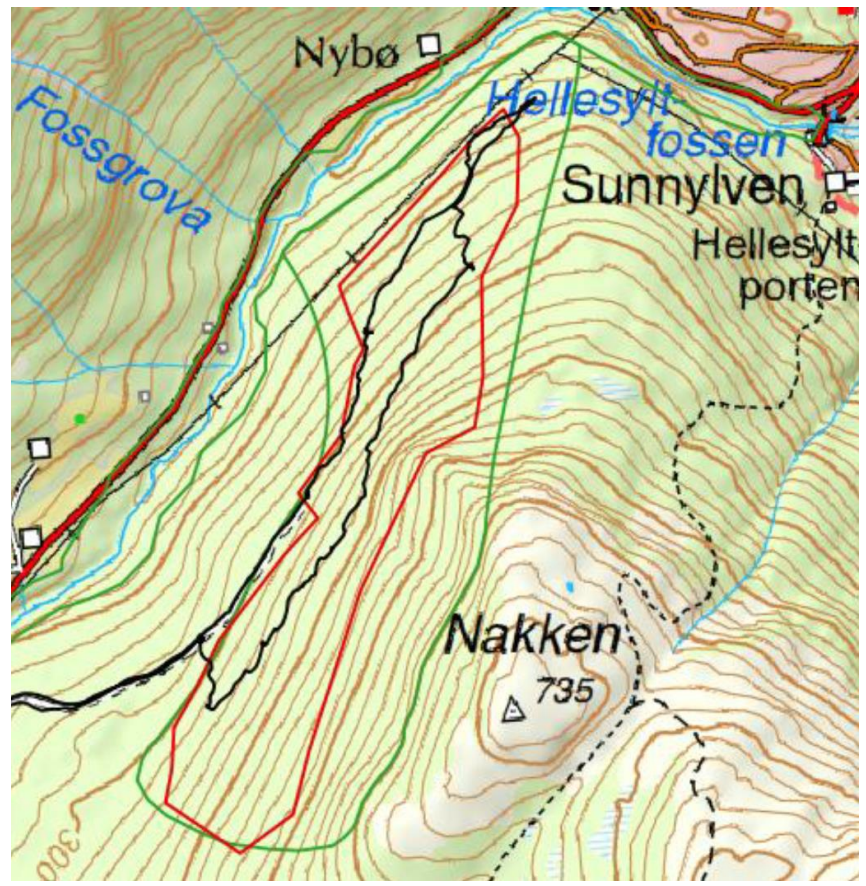 Nybø
Hellesylt-
fossen
Fossgrova
Sunnylven
Hellesylt
porten
Nakken
735
300